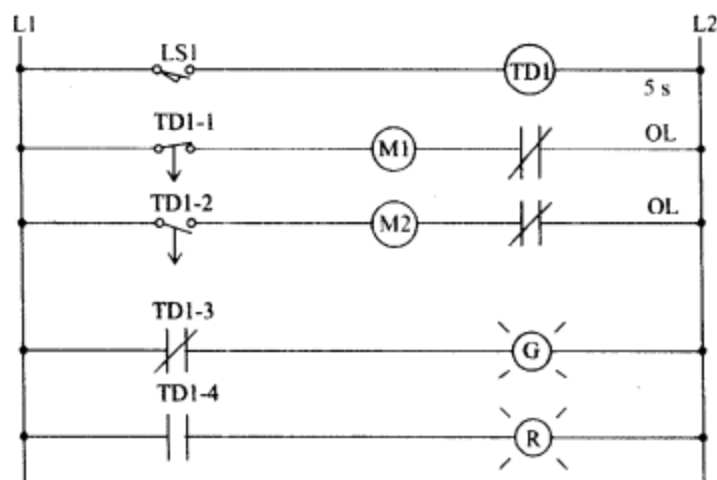 L1 L2
LS1
TD1
5 s
TD1-1
M1
OL
TD1-2
M2
OL
TD1-3
G
TD1-4
R